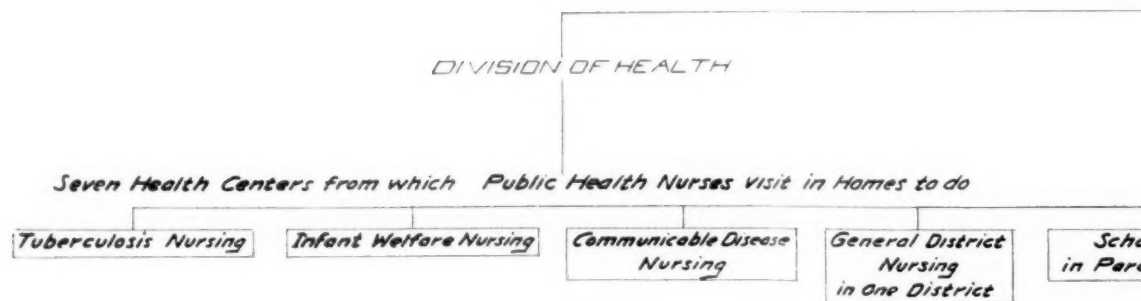 DIVISION OF HEALTH
Seven Health Centers from which Public Health Nurses visit in Homes to do
Tuberculosis Nursing
Infant Welfare Nursing
Communicable Disease
Nursing
General District
Nursing
in One District
in